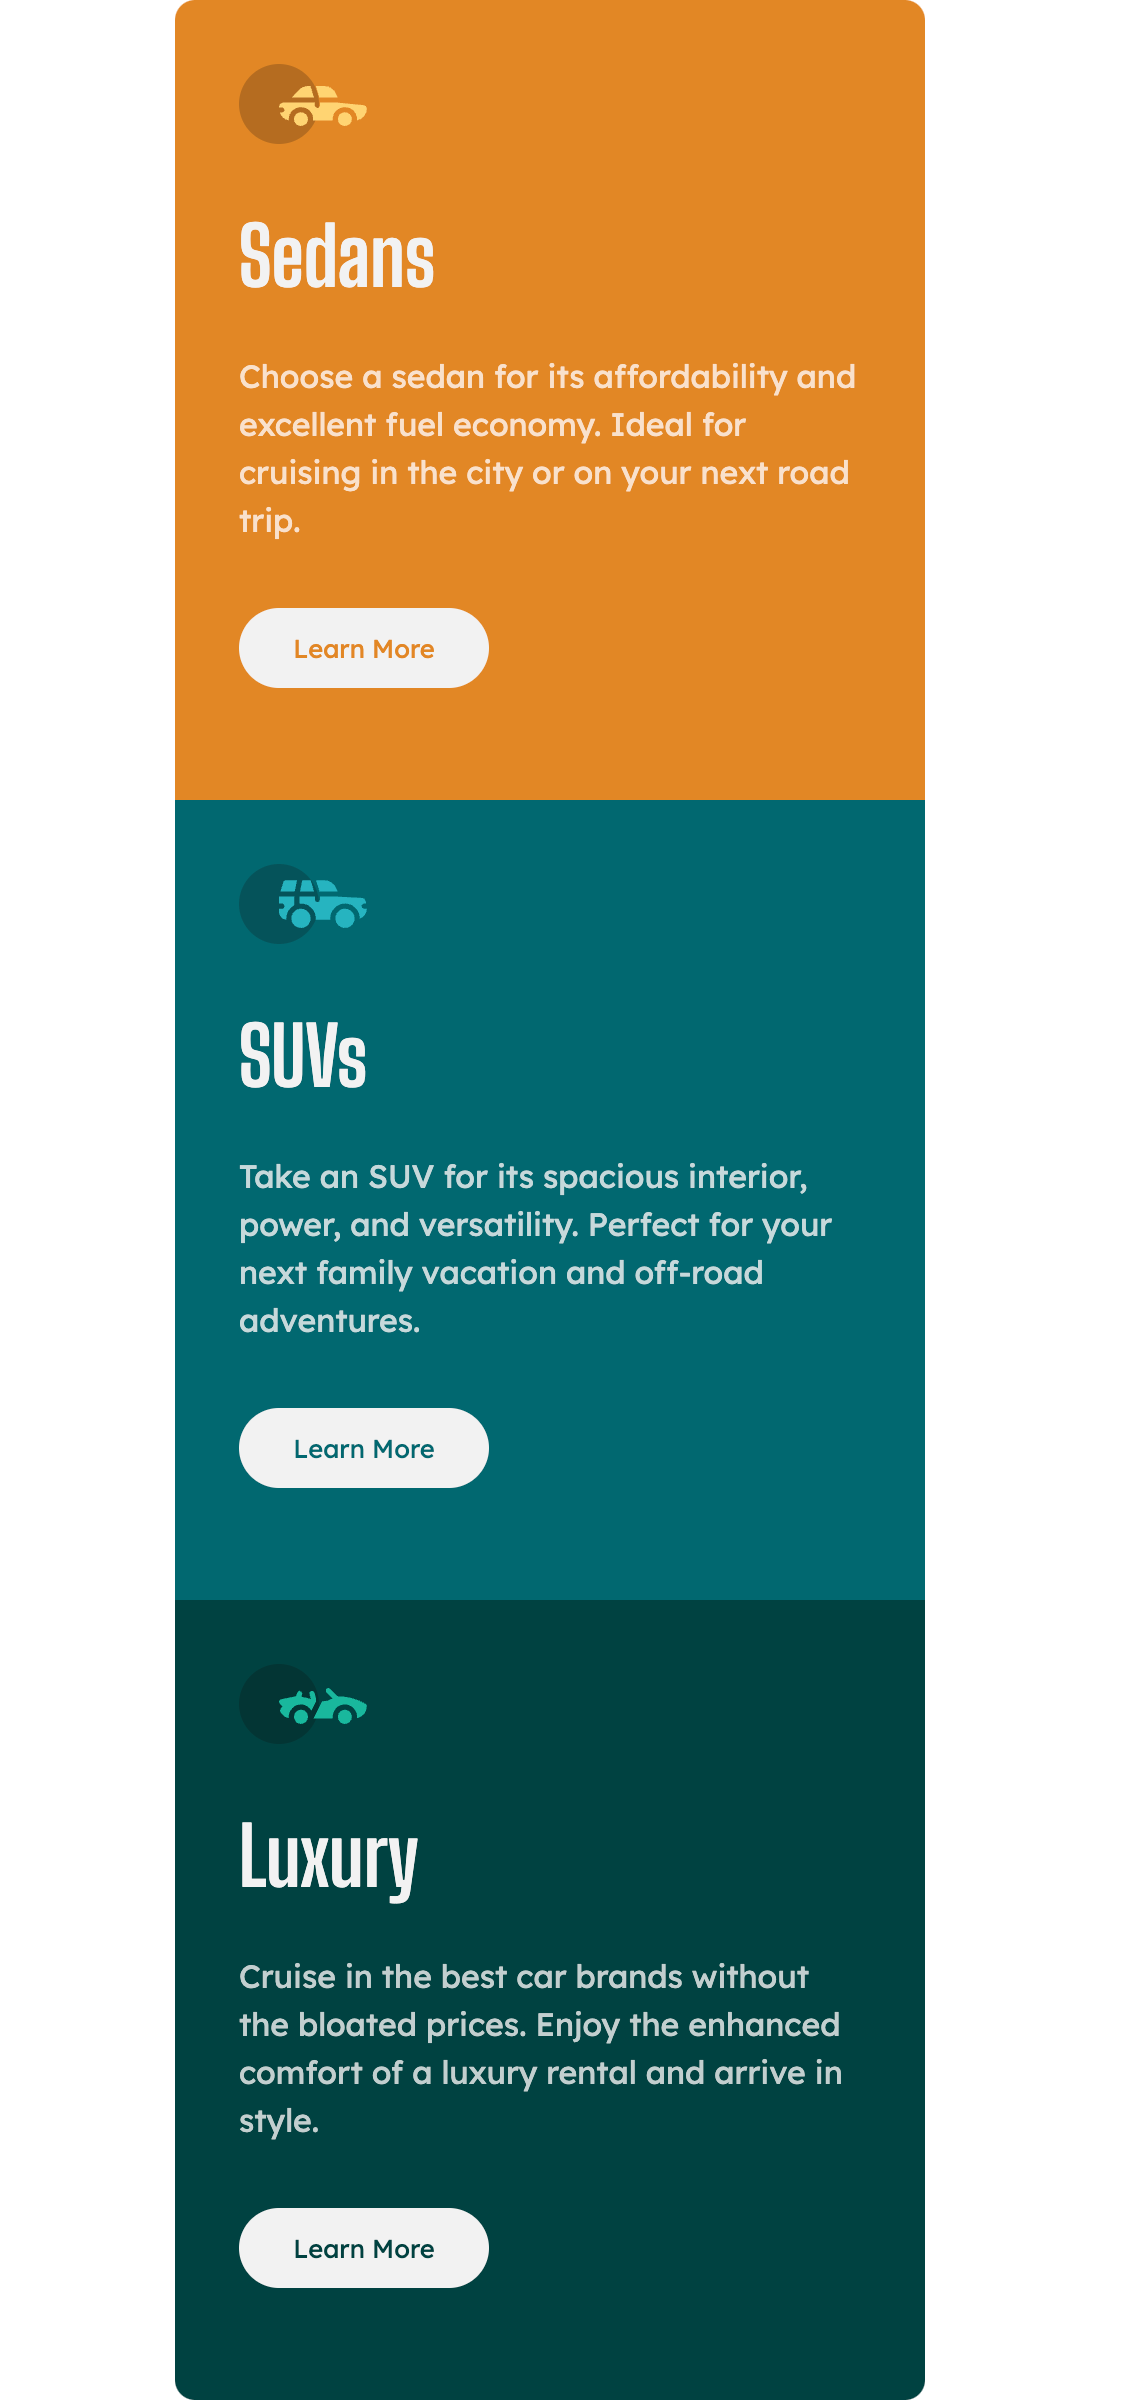 Sedans
Choose a sedan for its affordability and
excellent fuel economy. Ideal for
cruising in the city or on your next road
trip.
Learn More
SUVs
Take an SUV for its spacious interior,
power, and versatility. Perfect for your
next family vacation and off-road
adventures.
Learn More
Luxury
Cruise in the best car brands without
the bloated prices. Enjoy the enhanced
comfort of a luxury rental and arrive in
style.
Learn More